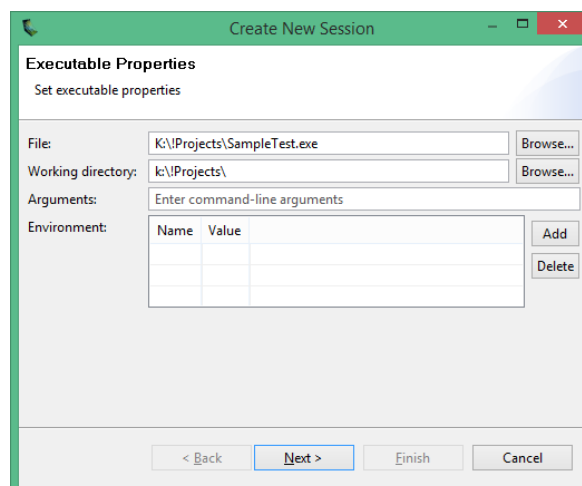 Create New Session
Executable Properties
Set executable properties
File: K:\!Projects\SampleTest.exe Browse...
Working directory: k:\!Projects\ Browse...
Arguments: Enter command-line arguments
Environment: Name Value Add
Delete
< Back Next > Finish Cancel